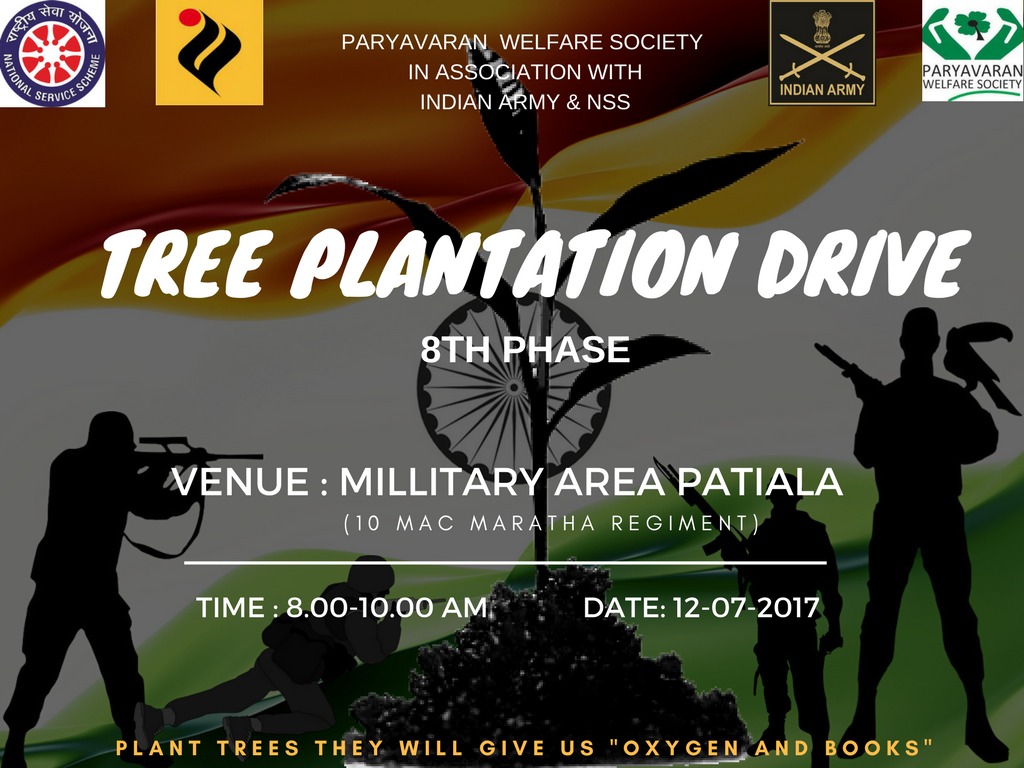 राष्ट्रीय सेवा योजना
NATIONAL SERVICE SCHEME
PARYAVARAN WELFARE SOCIETY
IN ASSOCIATION WITH
INDIAN ARMY & NSS
INDIAN ARMY
PARYAVARAN
WELFARE SOCIETY
TREE PLANTATION DRIVE
8TH PHASE
VENUE : MILLITARY AREA PATIALA
(10 MAC MARATHA REGIMENT)
TIME : 8.00-10.00 AM
DATE: 12-07-2017
PLANT TREES THEY WILL GIVE US "OXYGEN AND BOOKS"